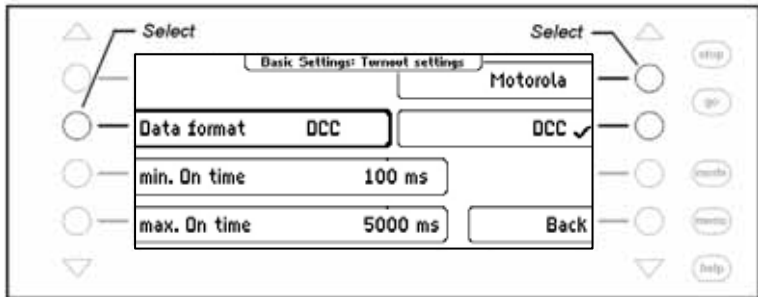 Select
Select
Basic Settings: Turnout settings
Motorola
Data format DCC
DCC
min. On time 100 ms
max. On time 5000 ms
Back
stop
go
mode
menu
help